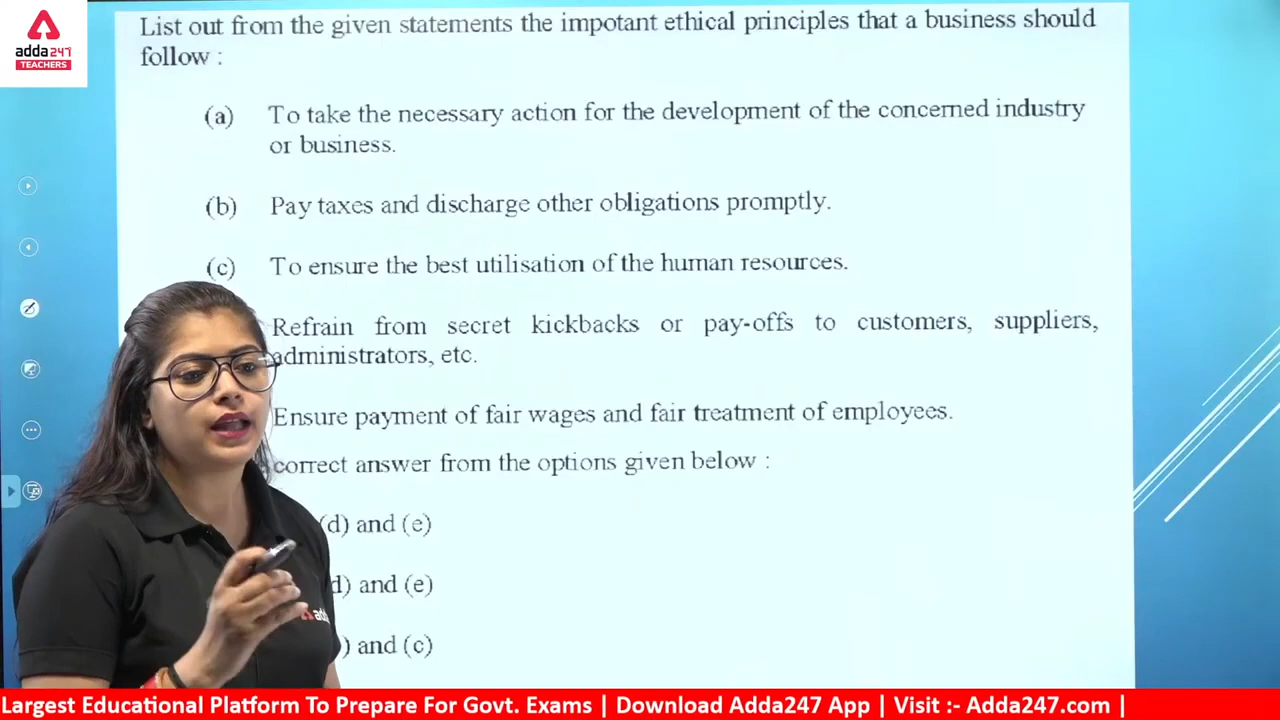 adda247
TEACHERS
List out from the given statements the impotant ethical principles that a business should
follow :
(a) To take the necessary action for the development of the concerned industry
or business.
(b) Pay taxes and discharge other obligations promptly.
(c) To ensure the best utilisation of the human resources.
Refrain from secret kickbacks or pay-offs to customers, suppliers,
administrators, etc.
Ensure payment of fair wages and fair treatment of employees.
correct answer from the options given below :
(d) and (e)
d) and (e)
) and (c)
add
Largest Educational Platform To Prepare For Govt. Exams | Download Adda247 App | Visit :- Adda247.com |